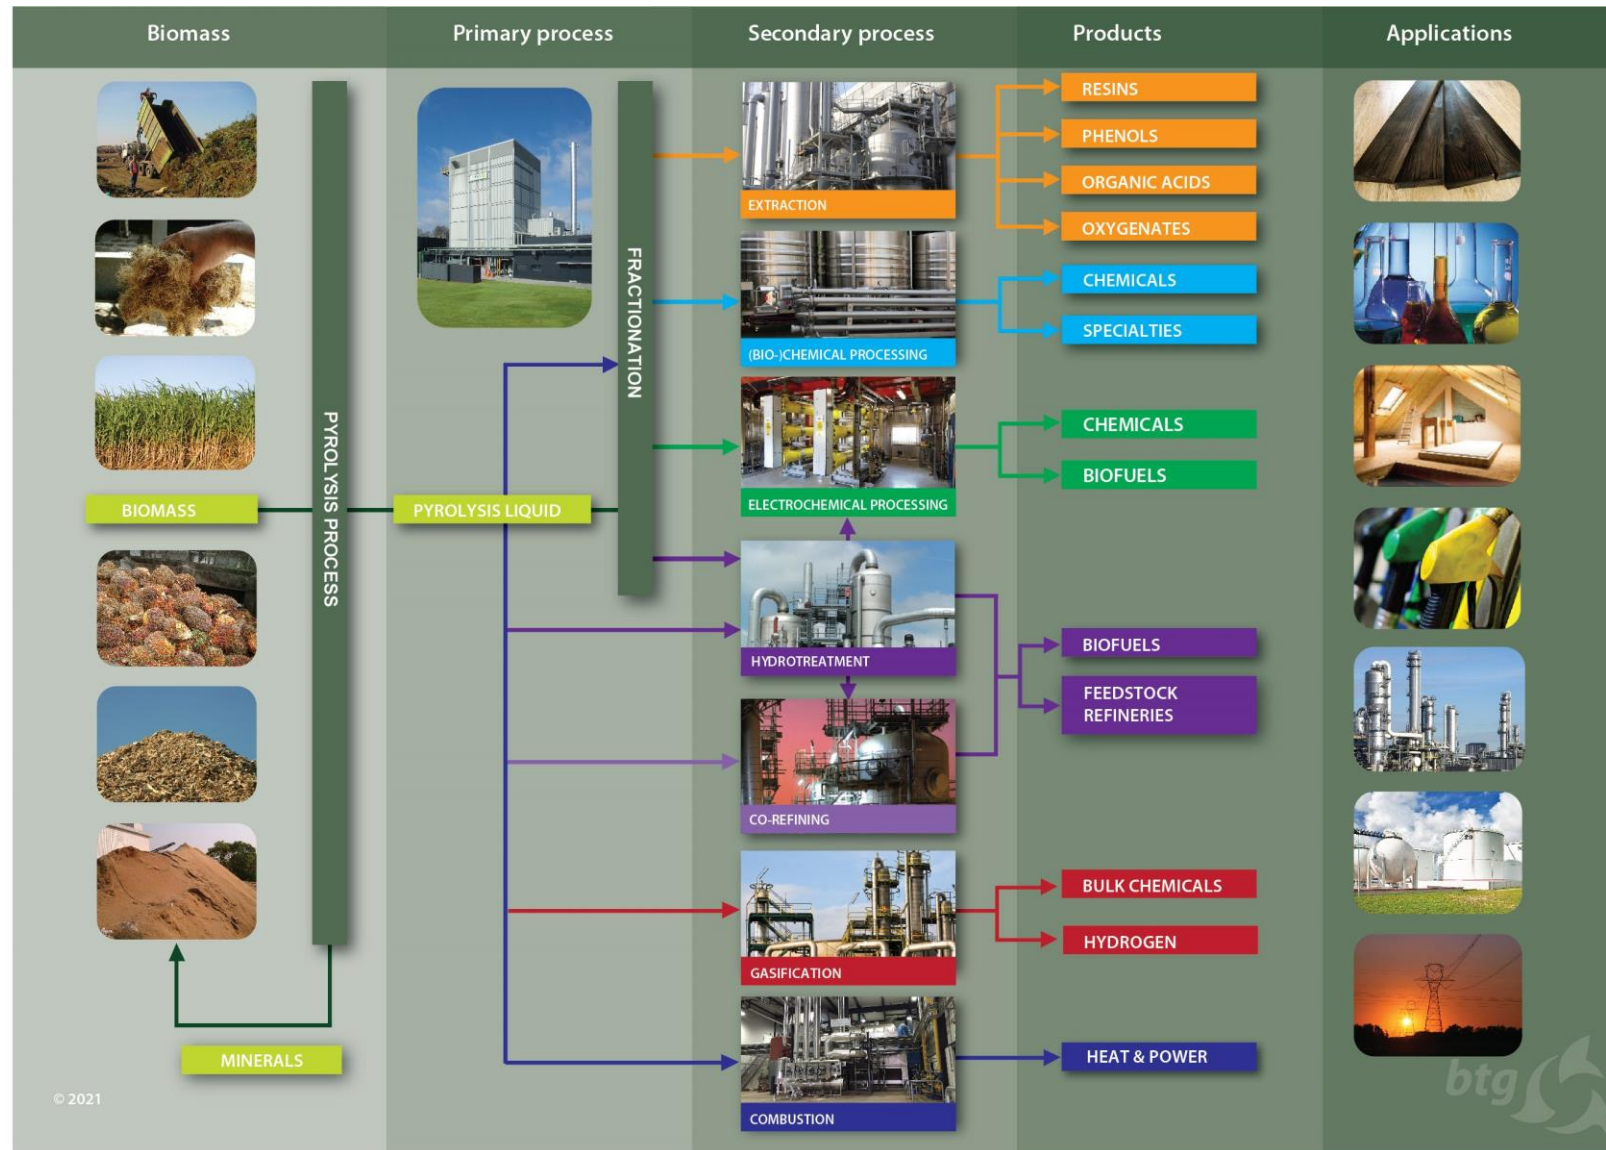 Biomass
Primary process
Secondary process
Products
Applications
PYROLYSIS PROCESS
FRACTIONATION
BIOMASS
PYROLYSIS LIQUID
MINERALS
EXTRACTION
(BIO-)CHEMICAL PROCESSING
ELECTROCHEMICAL PROCESSING
HYDROTREATMENT
CO-REFINING
GASIFICATION
COMBUSTION
RESINS
PHENOLS
ORGANIC ACIDS
OXYGENATES
CHEMICALS
SPECIALTIES
CHEMICALS
BIOFUELS
BIOFUELS
FEEDSTOCK
REFINERIES
BULK CHEMICALS
HYDROGEN
HEAT & POWER
© 2021
btg